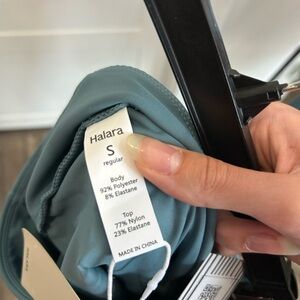 Halara
S
regular
Body
92% Polyester
8% Elastane
Top
77% Nylon
23% Elastane
MADE IN CHINA